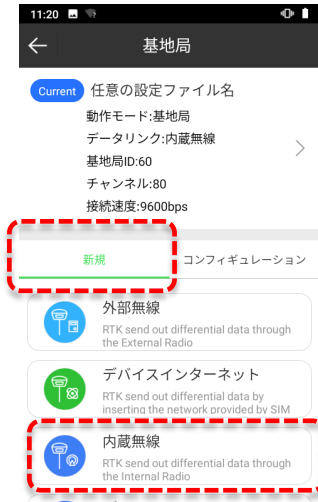 11:20
基地局
Current 任意の設定ファイル名
動作モード:基地局
データリンク:内蔵無線
基地局ID:60
チャンネル:80
接続速度:9600bps
新規 コンフィギュレーション
外部無線
RTK send out differential data through
the External Radio
デバイスインターネット
RTK send out differential data by
inserting the network provided by SIM
内蔵無線
RTK send out differential data through
the Internal Radio